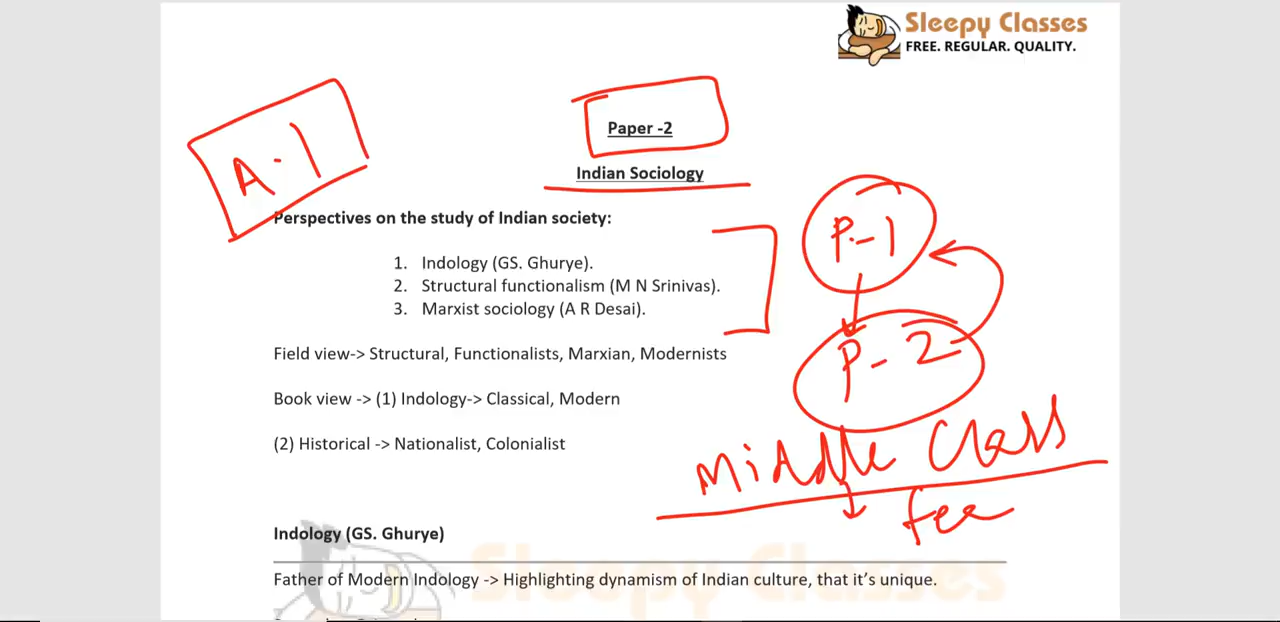 Sleepy Classes
FREE. REGULAR. QUALITY.
A.1
Paper -2
Indian Sociology
Perspectives on the study of Indian society:
P-1
1. Indology (GS. Ghurye).
2. Structural functionalism (M N Srinivas).
3. Marxist sociology (A R Desai).
Field view-> Structural, Functionalists, Marxian, Modernists
P-2
Book view -> (1) Indology-> Classical, Modern
(2) Historical -> Nationalist, Colonialist
Middle Class
fee
Indology (GS. Ghurye)
Sleepy Classes
Father of Modern Indology -> Highlighting dynamism of Indian culture, that it's unique.